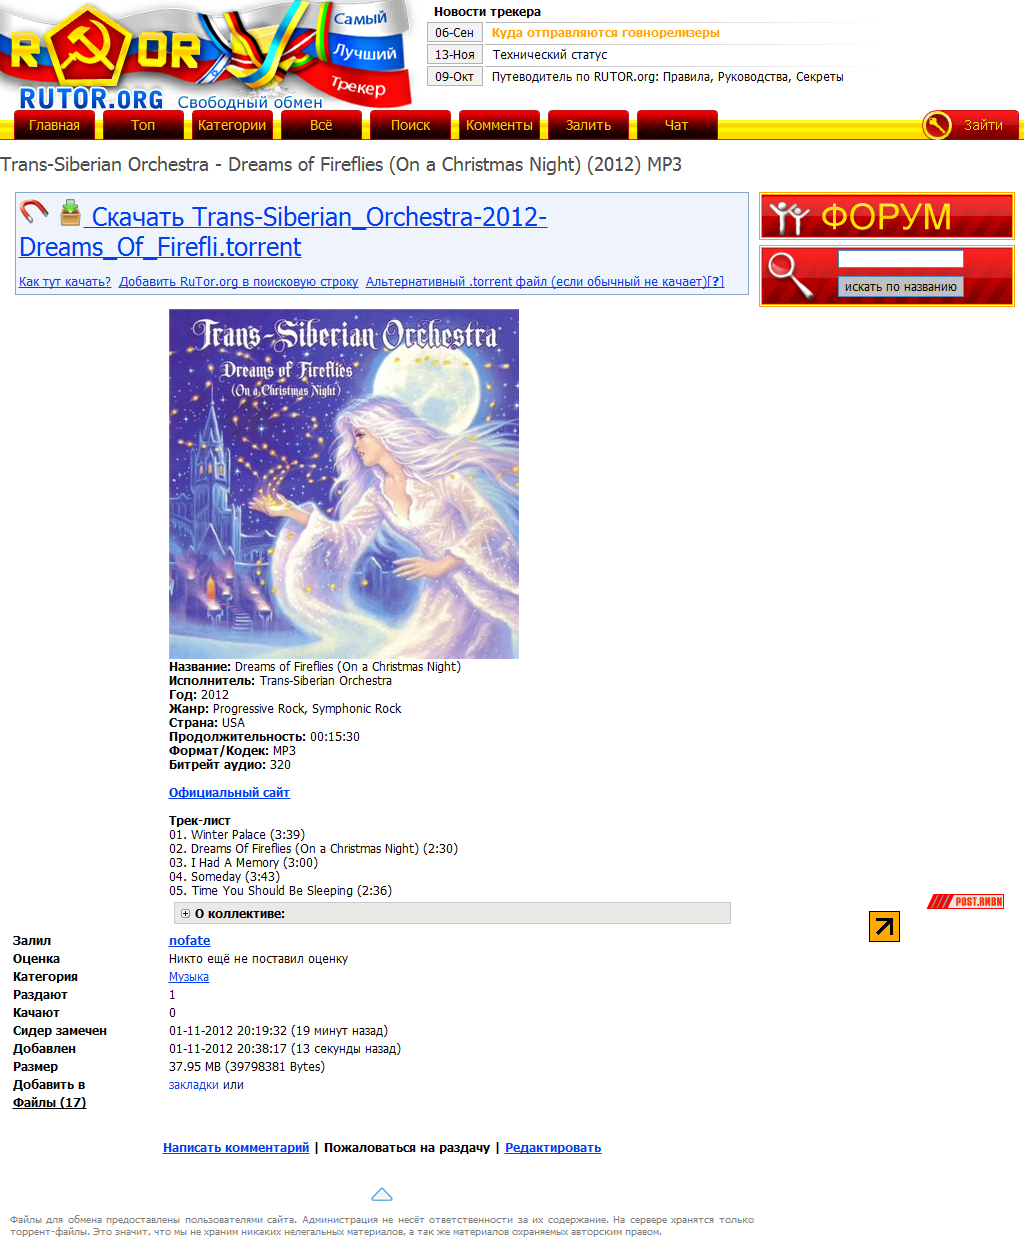 R TOR
RUTOR.ORG Свободный обмен
Самый
Лучший
Трекер
Новости трекера
06-Сен Куда отправляются говнорелизеры
13-Ноя Технический статус
09-Окт Путеводитель по RUTOR.org: Правила, Руководства, Секреты
Главная Топ Категории Всё Поиск Комменты Залить Чат Зайти
Trans-Siberian Orchestra - Dreams of Fireflies (On a Christmas Night) (2012) MP3
Скачать Trans-Siberian_Orchestra-2012-
Dreams_Of_Firefli.torrent
Как тут качать? Добавить RuTor.org в поисковую строку Альтернативный .torrent файл (если обычный не качает)[?]
ФОРУМ
искать по названию
Trans-Siberian Orchestra
Dreams of Fireflies
(On a Christmas Night)
Название: Dreams of Fireflies (On a Christmas Night)
Исполнитель: Trans-Siberian Orchestra
Год: 2012
Жанр: Progressive Rock, Symphonic Rock
Страна: USA
Продолжительность: 00:15:30
Формат/Кодек: MP3
Битрейт аудио: 320
Официальный сайт
Трек-лист
01. Winter Palace (3:39)
02. Dreams Of Fireflies (On a Christmas Night) (2:30)
03. I Had A Memory (3:00)
04. Someday (3:43)
05. Time You Should Be Sleeping (2:36)
О коллективе:
POST.RMBN
Залил nofate
Оценка Никто ещё не поставил оценку
Категория Музыка
Раздают 1
Качают 0
Сидер замечен 01-11-2012 20:19:32 (19 минут назад)
Добавлен 01-11-2012 20:38:17 (13 секунды назад)
Размер 37.95 MB (39798381 Bytes)
Добавить в закладки или
Файлы (17)
Написать комментарий | Пожаловаться на раздачу | Редактировать
Файлы для обмена предоставлены пользователями сайта. Администрация не несёт ответственности за их содержание. На сервере хранятся только
торрент-файлы. Это значит, что мы не храним никаких нелегальных материалов, а так же материалов охраняемых авторским правом.